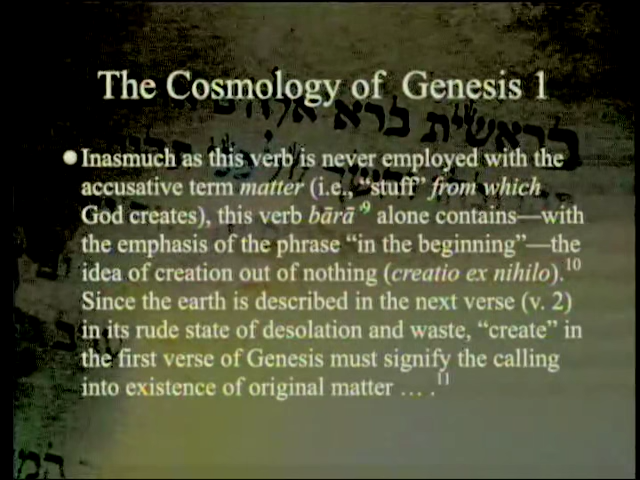 The Cosmology of Genesis 1
בראשית ברא אלהים
Inasmuch as this verb is never employed with the
accusative term matter (i.e., “stuff” from which
God creates), this verb bārā’⁹ alone contains—with
the emphasis of the phrase “in the beginning”—the
idea of creation out of nothing (creatio ex nihilo).¹⁰
Since the earth is described in the next verse (v. 2)
in its rude state of desolation and waste, “create” in
the first verse of Genesis must signify the calling
into existence of original matter … .¹¹